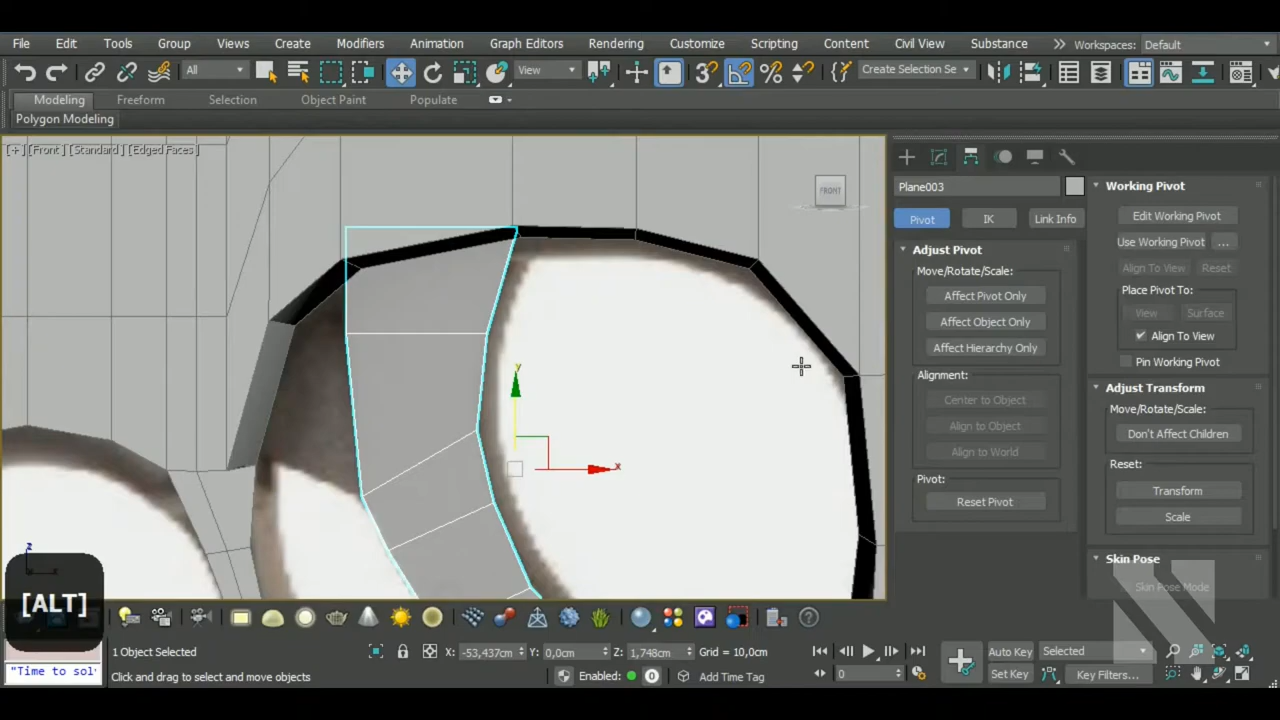 File Edit Tools Group Views Create Modifiers Animation Graph Editors Rendering Customize Scripting Content Civil View Substance Workspaces: Default
All View Create Selection Se
Modeling Freeform Selection Object Paint Populate
Polygon Modeling
[+] [Front] [Standard] [Edged Faces]
FRONT
Plane003
Pivot IK Link Info
Adjust Pivot
Move/Rotate/Scale:
Affect Pivot Only
Affect Object Only
Affect Hierarchy Only
Alignment:
Center to Object
Align to Object
Align to World
Pivot:
Reset Pivot
Working Pivot
Edit Working Pivot
Use Working Pivot ...
Align To View Reset
Place Pivot To:
View Surface
Align To View
Pin Working Pivot
Adjust Transform
Move/Rotate/Scale:
Don't Affect Children
Reset:
Transform
Scale
Skin Pose
Skin Pose Mode
y
x
z
[ALT]
1 Object Selected X: -53,437cm Y: 0,0cm Z: 1,748cm Grid = 10,0cm Auto Key Selected
"Time to sol Click and drag to select and move objects Enabled: 0 Add Time Tag 0 Set Key Key Filters...